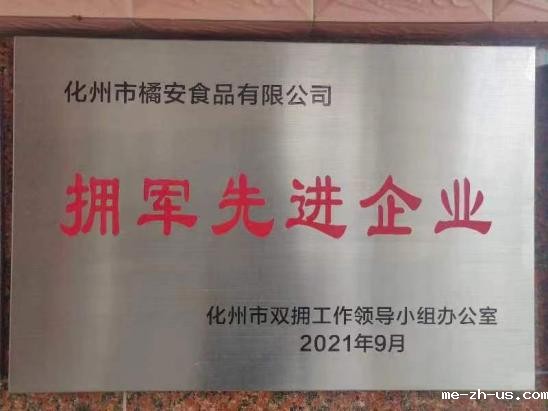 化州市橘安食品有限公司
拥军先进企业
化州市双拥工作领导小组办公室
2021年9月
me-zh-us.com